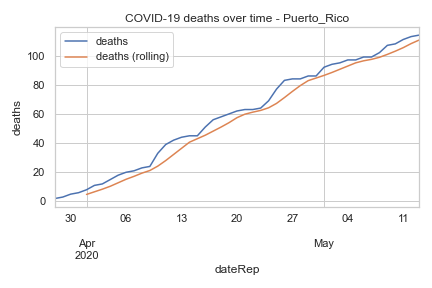 COVID-19 deaths over time - Puerto_Rico
deaths
deaths (rolling)
deaths
100
80
60
40
20
0
30 06 13 20 27 04 11
Apr May
2020
dateRep